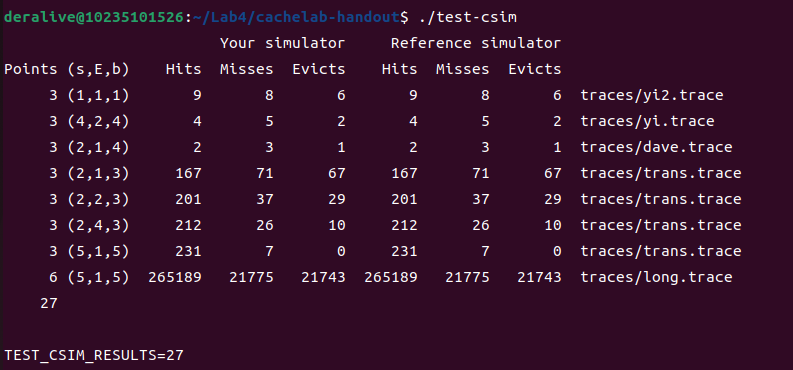 deralive@10235101526:~/Lab4/cachelab-handout$ ./test-csim
Your simulator Reference simulator
Points (s,E,b) Hits Misses Evicts Hits Misses Evicts
3 (1,1,1) 9 8 6 9 8 6 traces/yi2.trace
3 (4,2,4) 4 5 2 4 5 2 traces/yi.trace
3 (2,1,4) 2 3 1 2 3 1 traces/dave.trace
3 (2,1,3) 167 71 67 167 71 67 traces/trans.trace
3 (2,2,3) 201 37 29 201 37 29 traces/trans.trace
3 (2,4,3) 212 26 10 212 26 10 traces/trans.trace
3 (5,1,5) 231 7 0 231 7 0 traces/trans.trace
6 (5,1,5) 265189 21775 21743 265189 21775 21743 traces/long.trace
27
TEST_CSIM_RESULTS=27